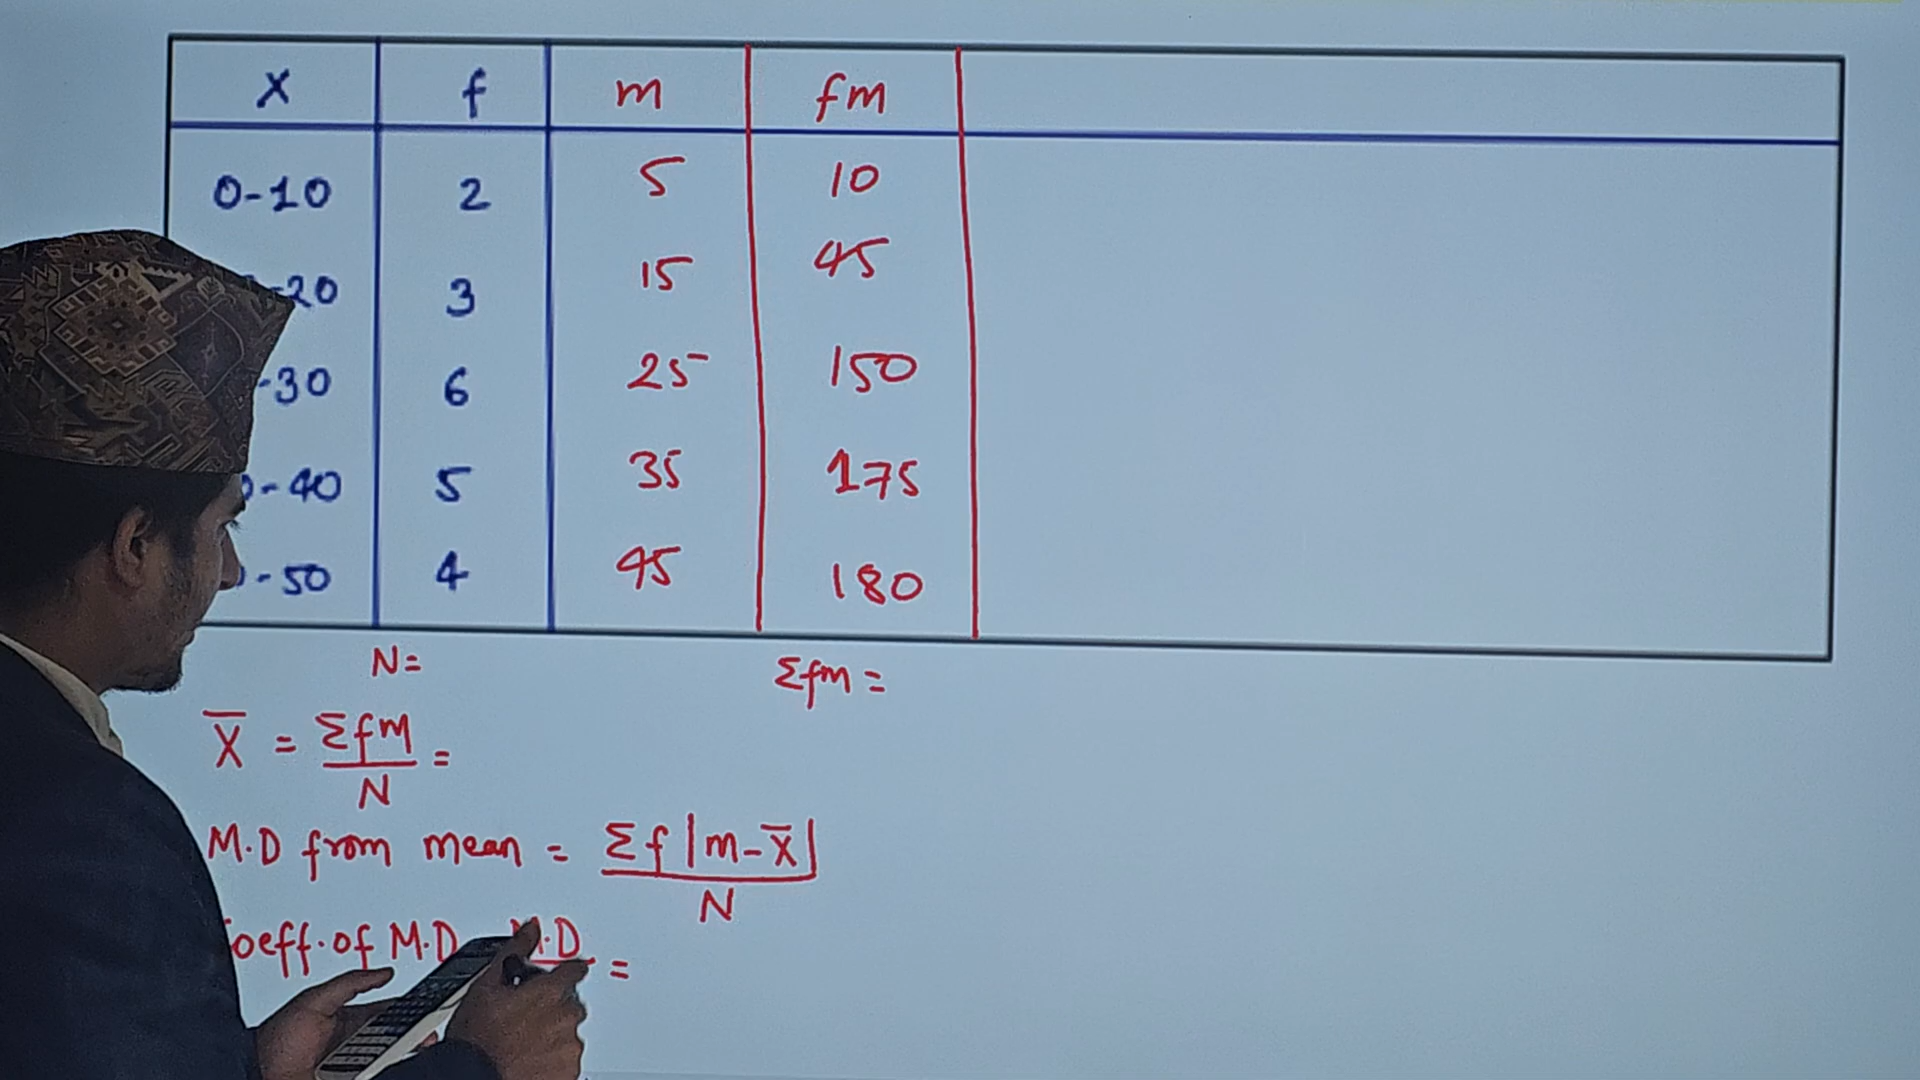 X f m fm
0-10 2 5 10
-20 3 15 45
-30 6 25 150
0-40 5 35 175
-50 4 45 180
N= Σfm =
X̄ = Σfm / N =
M.D from mean = Σf|m-X̄| / N
oeff. of M.D M.D =